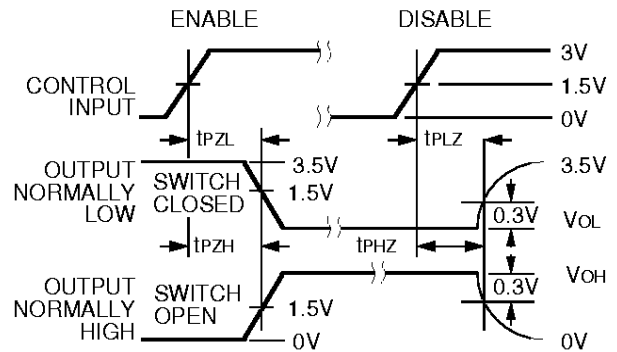 ENABLE
DISABLE
CONTROL
INPUT
3V
1.5V
0V
tPZL
tPLZ
OUTPUT
NORMALLY
LOW
SWITCH
CLOSED
3.5V
1.5V
3.5V
0.3V
VOL
tPZH
tPHZ
OUTPUT
NORMALLY
HIGH
SWITCH
OPEN
1.5V
0V
0.3V
VOH
0V